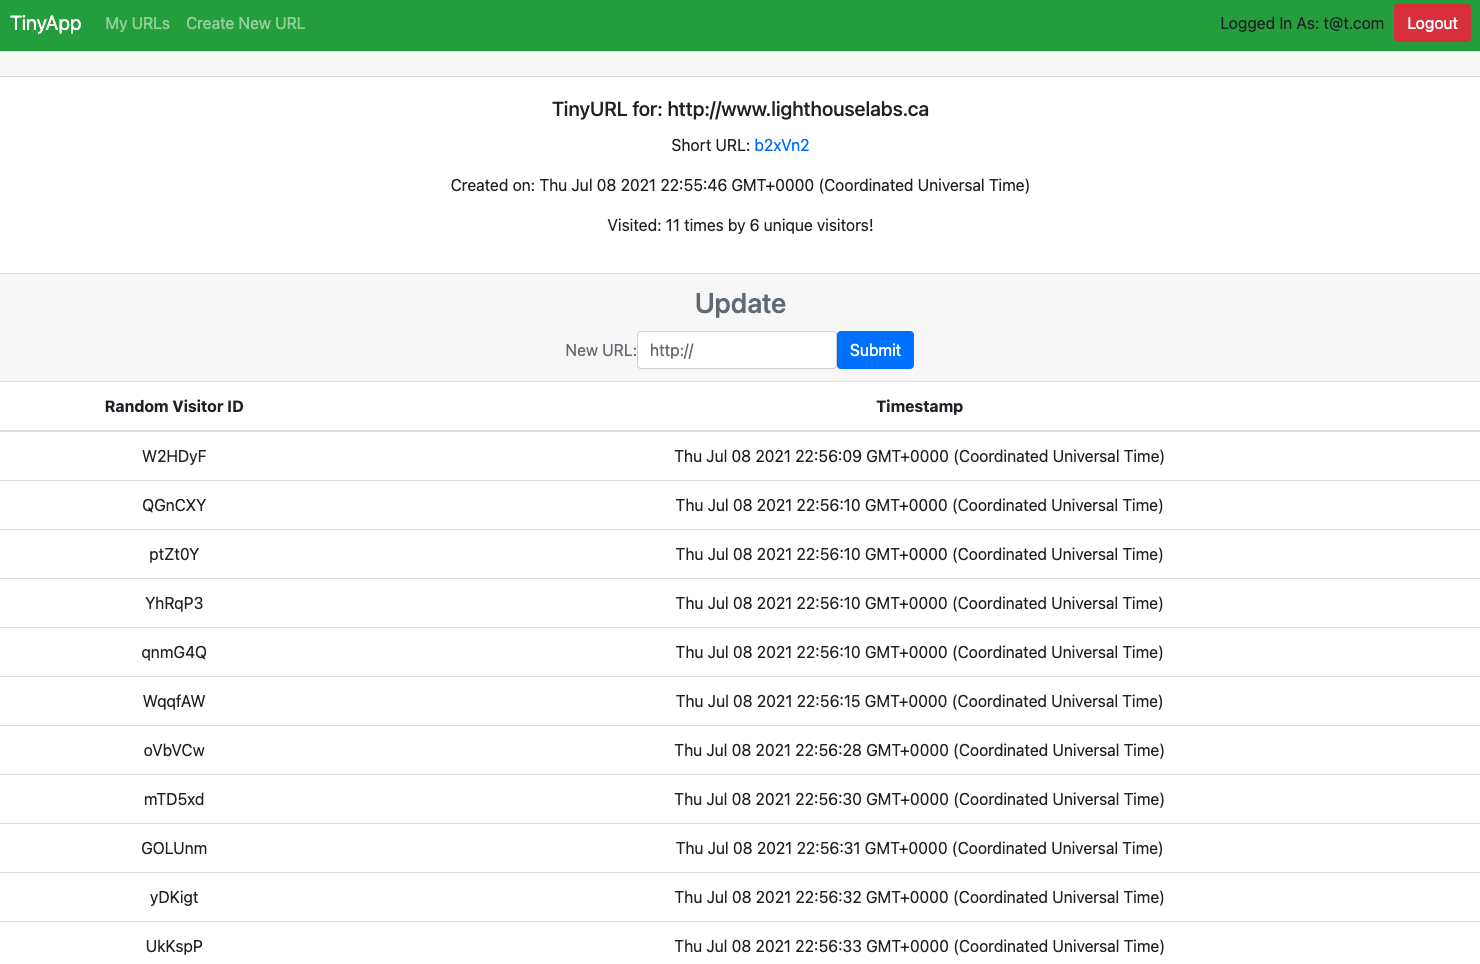 TinyApp My URLs Create New URL Logged In As: t@t.com Logout
TinyURL for: http://www.lighthouselabs.ca
Short URL: b2xVn2
Created on: Thu Jul 08 2021 22:55:46 GMT+0000 (Coordinated Universal Time)
Visited: 11 times by 6 unique visitors!
Update
New URL: http:// Submit
Random Visitor ID Timestamp
W2HDyF Thu Jul 08 2021 22:56:09 GMT+0000 (Coordinated Universal Time)
QGnCXY Thu Jul 08 2021 22:56:10 GMT+0000 (Coordinated Universal Time)
ptZt0Y Thu Jul 08 2021 22:56:10 GMT+0000 (Coordinated Universal Time)
YhRqP3 Thu Jul 08 2021 22:56:10 GMT+0000 (Coordinated Universal Time)
qnmG4Q Thu Jul 08 2021 22:56:10 GMT+0000 (Coordinated Universal Time)
WqqfAW Thu Jul 08 2021 22:56:15 GMT+0000 (Coordinated Universal Time)
oVbVCw Thu Jul 08 2021 22:56:28 GMT+0000 (Coordinated Universal Time)
mTD5xd Thu Jul 08 2021 22:56:30 GMT+0000 (Coordinated Universal Time)
GOLUnm Thu Jul 08 2021 22:56:31 GMT+0000 (Coordinated Universal Time)
yDKigt Thu Jul 08 2021 22:56:32 GMT+0000 (Coordinated Universal Time)
UkKspP Thu Jul 08 2021 22:56:33 GMT+0000 (Coordinated Universal Time)